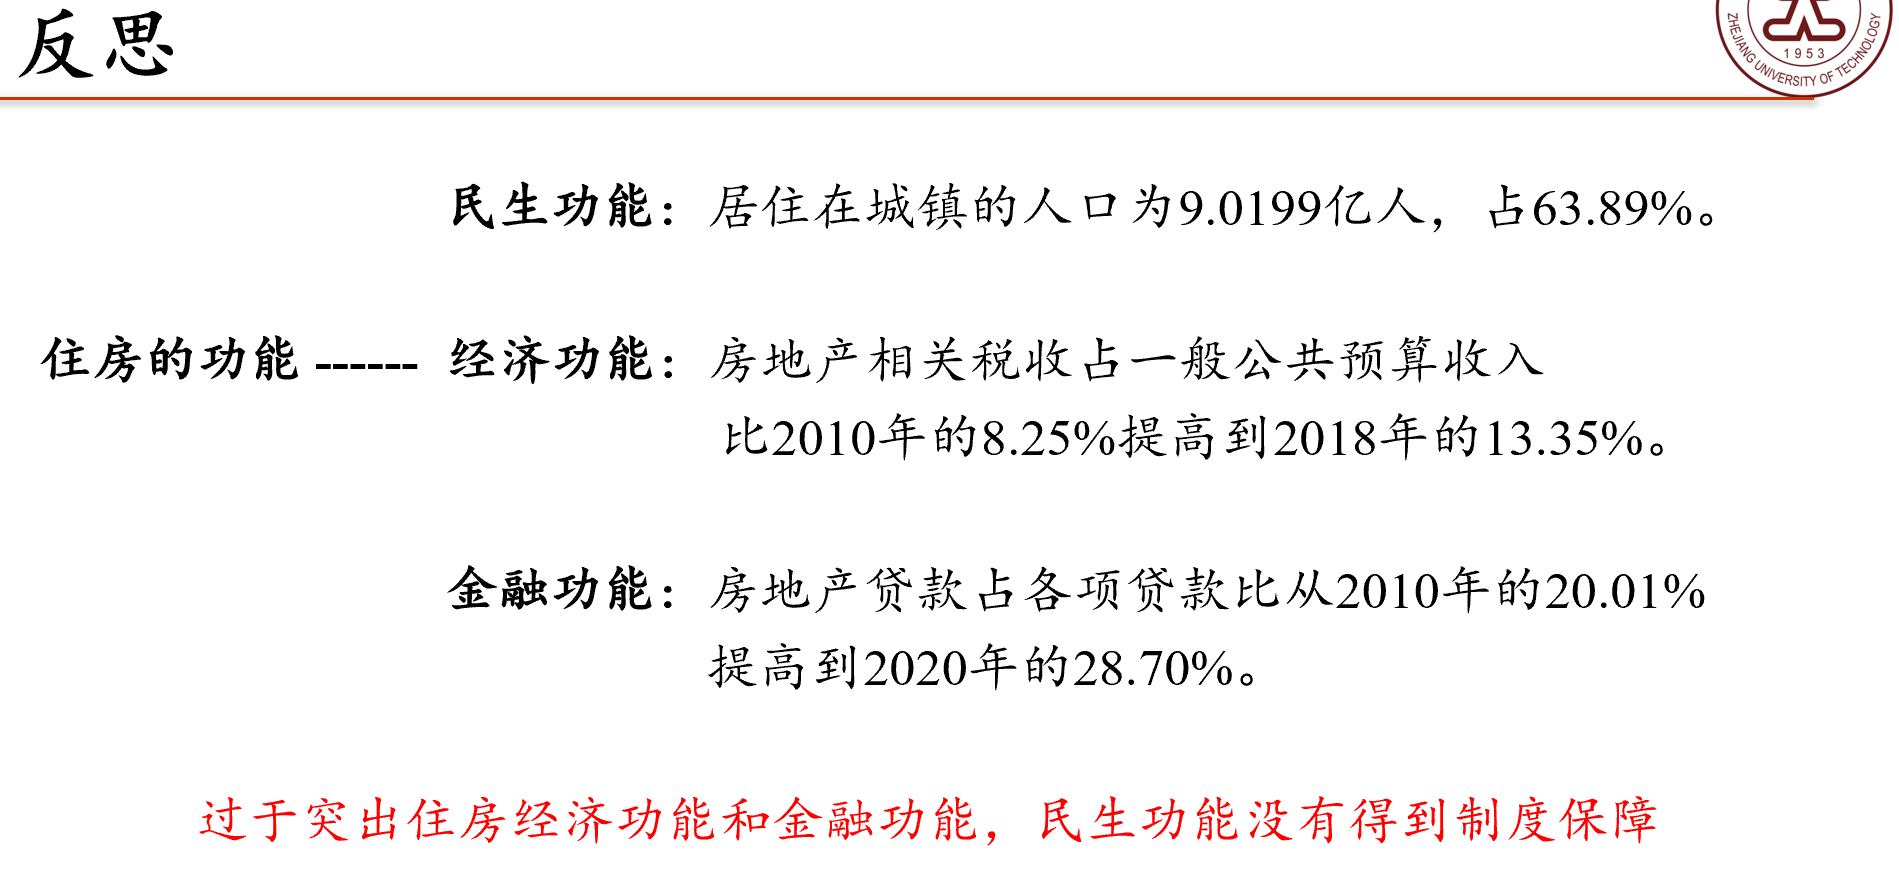 反思
ZHEJIANG UNIVERSITY OF TECHNOLOGY
1953
民生功能：居住在城镇的人口为9.0199亿人，占63.89%。
住房的功能 ------ 经济功能：房地产相关税收占一般公共预算收入
比2010年的8.25%提高到2018年的13.35%。
金融功能：房地产贷款占各项贷款比从2010年的20.01%
提高到2020年的28.70%。
过于突出住房经济功能和金融功能，民生功能没有得到制度保障